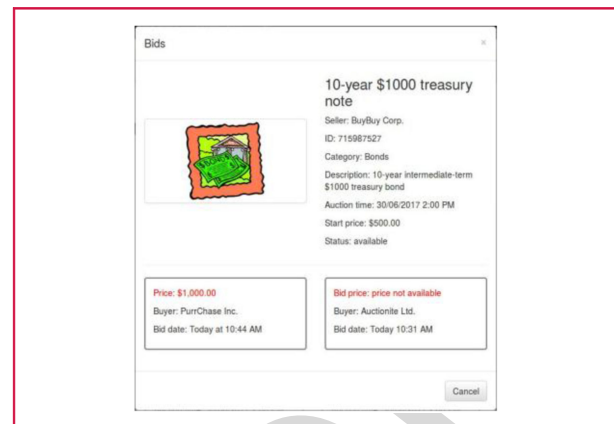 Bids
×
10-year $1000 treasury
note
Seller: BuyBuy Corp.
ID: 715987527
Category: Bonds
Description: 10-year intermediate-term
$1000 treasury bond
Auction time: 30/06/2017 2:00 PM
Start price: $500.00
Status: available
Price: $1,000.00
Buyer: PurrChase Inc.
Bid date: Today at 10:44 AM
Bid price: price not available
Buyer: Auctionite Ltd.
Bid date: Today 10:31 AM
Cancel